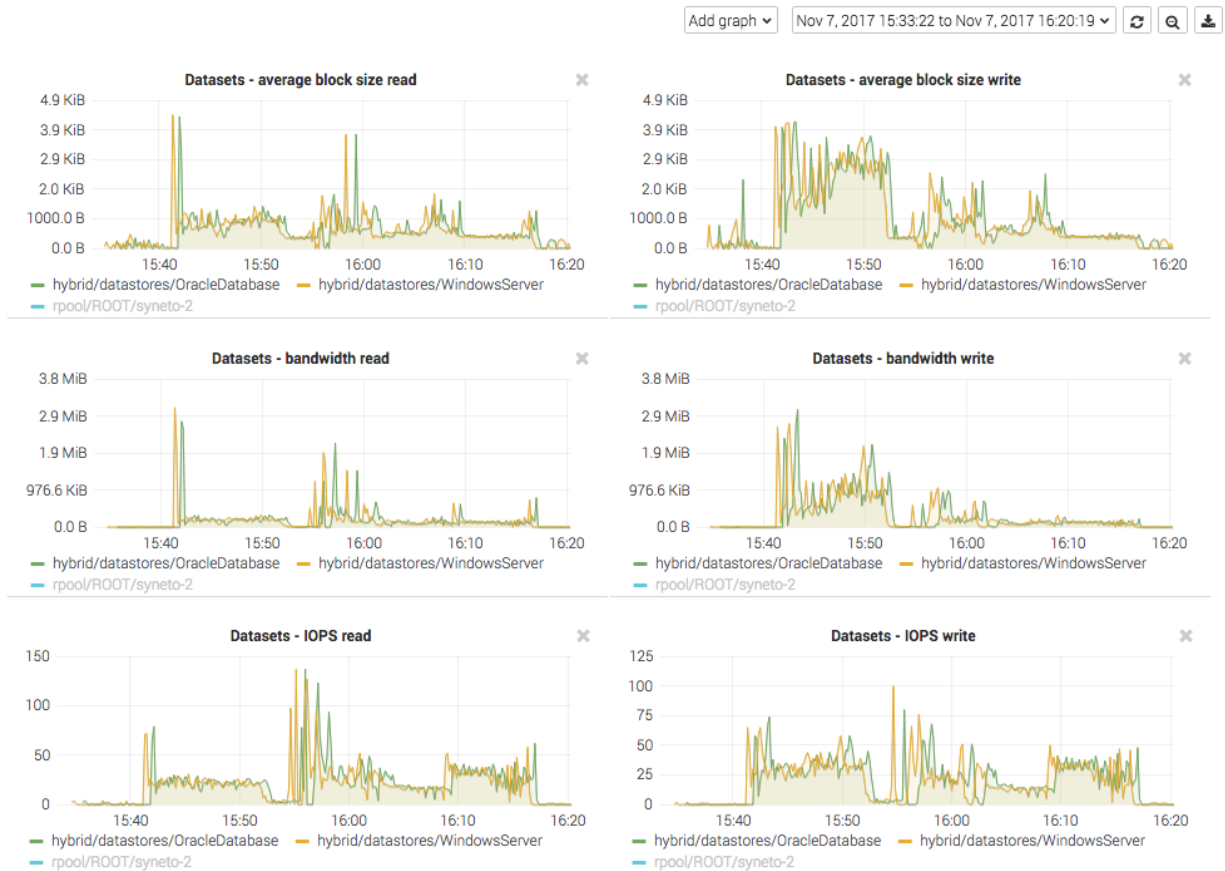 Add graph Nov 7, 2017 15:33:22 to Nov 7, 2017 16:20:19
Datasets - average block size read
4.9 KiB
3.9 KiB
2.9 KiB
2.0 KiB
1000.0 B
0.0 B
15:40 15:50 16:00 16:10 16:20
hybrid/datastores/OracleDatabase hybrid/datastores/WindowsServer
rpool/ROOT/syneto-2
Datasets - average block size write
4.9 KiB
3.9 KiB
2.9 KiB
2.0 KiB
1000.0 B
0.0 B
15:40 15:50 16:00 16:10 16:20
hybrid/datastores/OracleDatabase hybrid/datastores/WindowsServer
rpool/ROOT/syneto-2
Datasets - bandwidth read
3.8 MiB
2.9 MiB
1.9 MiB
976.6 KiB
0.0 B
15:40 15:50 16:00 16:10 16:20
hybrid/datastores/OracleDatabase hybrid/datastores/WindowsServer
rpool/ROOT/syneto-2
Datasets - bandwidth write
3.8 MiB
2.9 MiB
1.9 MiB
976.6 KiB
0.0 B
15:40 15:50 16:00 16:10 16:20
hybrid/datastores/OracleDatabase hybrid/datastores/WindowsServer
rpool/ROOT/syneto-2
Datasets - IOPS read
150
100
50
0
15:40 15:50 16:00 16:10 16:20
hybrid/datastores/OracleDatabase hybrid/datastores/WindowsServer
rpool/ROOT/syneto-2
Datasets - IOPS write
125
100
75
50
25
0
15:40 15:50 16:00 16:10 16:20
hybrid/datastores/OracleDatabase hybrid/datastores/WindowsServer
rpool/ROOT/syneto-2